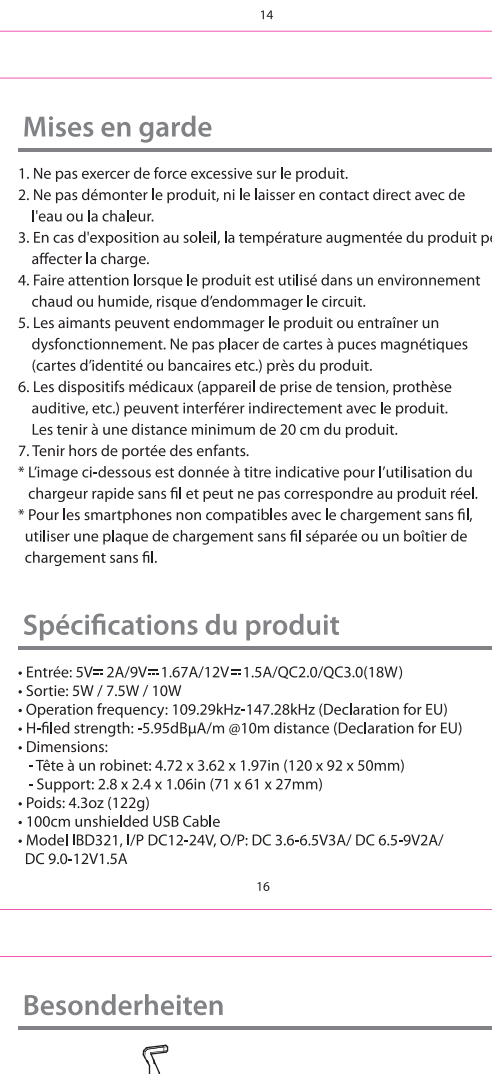 14
Mises en garde
1. Ne pas exercer de force excessive sur le produit.
2. Ne pas démonter le produit, ni le laisser en contact direct avec de
l'eau ou la chaleur.
3. En cas d'exposition au soleil, la température augmentée du produit
affecter la charge.
4. Faire attention lorsque le produit est utilisé dans un environnement
chaud ou humide, risque d’endommager le circuit.
5. Les aimants peuvent endommager le produit ou entraîner un
dysfonctionnement. Ne pas placer de cartes à puces magnétiques
(cartes d’identité ou bancaires etc.) près du produit.
6. Les dispositifs médicaux (appareil de prise de tension, prothèse
auditive, etc.) peuvent interférer indirectement avec le produit.
Les tenir à une distance minimum de 20 cm du produit.
7. Tenir hors de portée des enfants.
* L’image ci-dessous est donnée à titre indicative pour l’utilisation du
chargeur rapide sans fil et peut ne pas correspondre au produit réel.
* Pour les smartphones non compatibles avec le chargement sans fil,
utiliser une plaque de chargement sans fil séparée ou un boîtier de
chargement sans fil.
Spécifications du produit
• Entrée: 5V⎓ 2A/9V⎓1.67A/12V⎓1.5A/QC2.0/QC3.0(18W)
• Sortie: 5W / 7.5W / 10W
• Operation frequency: 109.29kHz-147.28kHz (Declaration for EU)
• H-filed strength: -5.95dBµA/m @10m distance (Declaration for EU)
• Dimensions:
- Tête à un robinet: 4.72 x 3.62 x 1.97in (120 x 92 x 50mm)
- Support: 2.8 x 2.4 x 1.06in (71 x 61 x 27mm)
• Poids: 4.3oz (122g)
• 100cm unshielded USB Cable
• Model IBD321, I/P DC12-24V, O/P: DC 3.6-6.5V3A/ DC 6.5-9V2A/
DC 9.0-12V1.5A
16
Besonderheiten